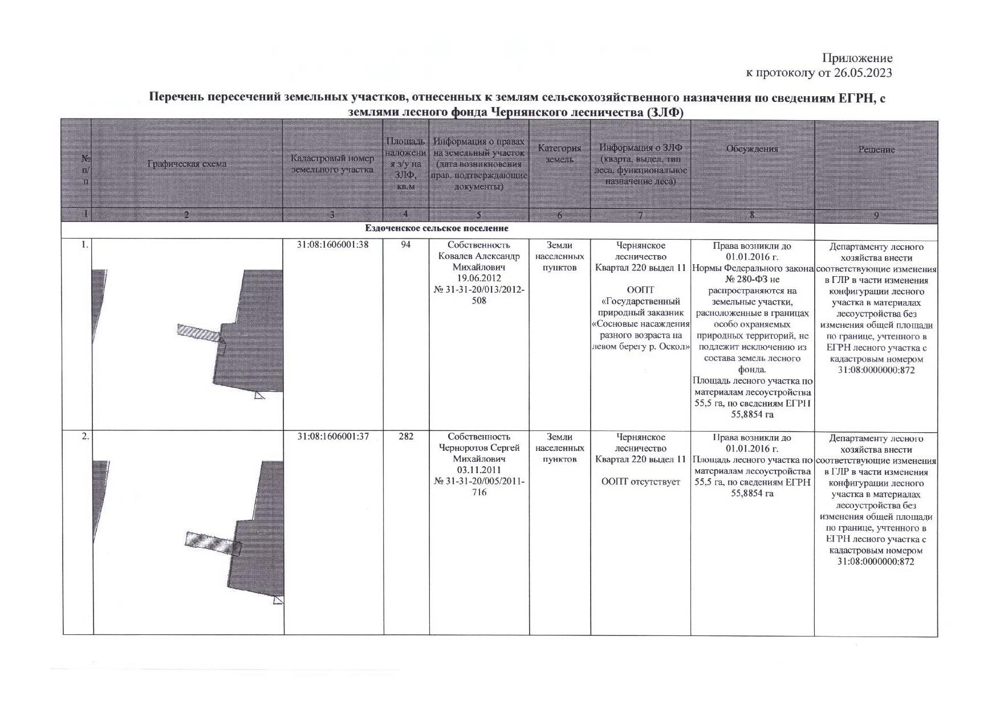 Приложение
к протоколу от 26.05.2023
Перечень пересечений земельных участков, отнесенных к землям сельскохозяйственного назначения по сведениям ЕГРН, с
землями лесного фонда Чернянского лесничества (ЗЛФ)
№
п/
п
Графическая схема
Кадастровый номер
земельного участка
Площадь
наложени
я з/у на
ЗЛФ,
кв.м
Информация о правах
на земельный участок
(дата возникновения
прав, подтверждающие
документы)
Категория
земель
Информация о ЗЛФ
(кварта, выдел, тип
леса, функциональное
назначение леса)
Обсуждения
Решение
1 2 3 4 5 6 7 8 9
Ездоченское сельское поселение
1.
31:08:1606001:38
94
Собственность
Ковалев Александр
Михайлович
19.06.2012
№ 31-31-20/013/2012-
508
Земли
населенных
пунктов
Чернянское
лесничество
Квартал 220 выдел 11
ООПТ
«Государственный
природный заказник
«Сосновые насаждения
разного возраста на
левом берегу р. Оскол»
Права возникли до
01.01.2016 г.
Нормы Федерального закона
№ 280-ФЗ не
распространяются на
земельные участки,
расположенные в границах
особо охраняемых
природных территорий, не
подлежит исключению из
состава земель лесного
фонда.
Площадь лесного участка по
материалам лесоустройства
55,5 га, по сведениям ЕГРН
55,8854 га
Департаменту лесного
хозяйства внести
соответствующие изменения
в ГЛР в части изменения
конфигурации лесного
участка в материалах
лесоустройства без
изменения общей площади
по границе, учтенного в
ЕГРН лесного участка с
кадастровым номером
31:08:0000000:872
2.
31:08:1606001:37
282
Собственность
Черноротов Сергей
Михайлович
03.11.2011
№ 31-31-20/005/2011-
716
Земли
населенных
пунктов
Чернянское
лесничество
Квартал 220 выдел 11
ООПТ отсутствует
Права возникли до
01.01.2016 г.
Площадь лесного участка по
материалам лесоустройства
55,5 га, по сведениям ЕГРН
55,8854 га
Департаменту лесного
хозяйства внести
соответствующие изменения
в ГЛР в части изменения
конфигурации лесного
участка в материалах
лесоустройства без
изменения общей площади
по границе, учтенного в
ЕГРН лесного участка с
кадастровым номером
31:08:0000000:872